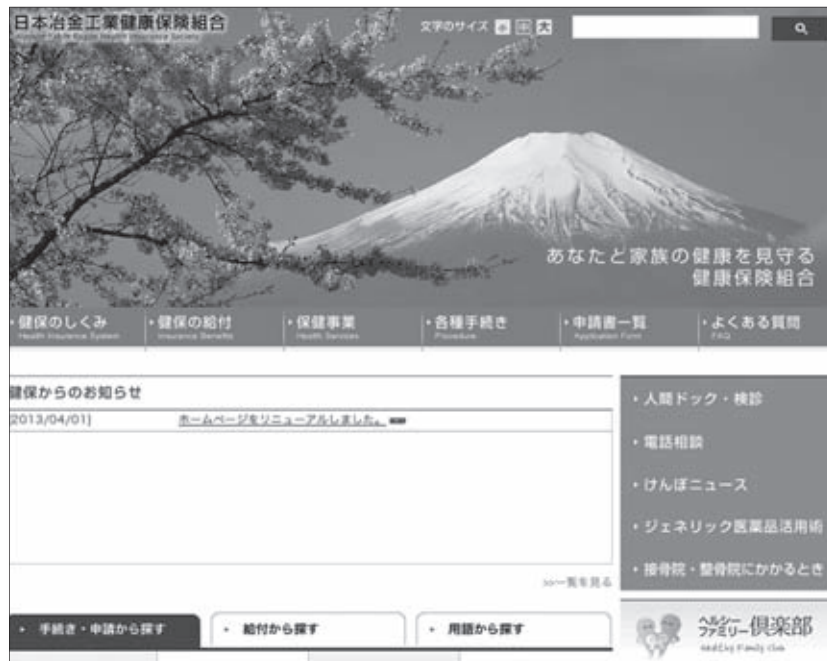 日本冶金工業健康保険組合
文字のサイズ 小 中 大
あなたと家族の健康を見守る
健康保険組合
・健康のしくみ ・健保の給付 ・保健事業 ・各種手続き ・申請書一覧 ・よくある質問
Health Insurance System Insurance Benefits Health Services Procedure Application Form FAQ
健保からのお知らせ
[2013/04/01] ホームページをリニューアルしました。
>>一覧を見る
・人間ドック・検診
・電話相談
・けんぽニュース
・ジェネリック医薬品活用術
・接骨院・整骨院にかかるとき
・手続き・申請から探す ・給付から探す ・用語から探す
ヘルシー
ファミリー倶楽部
Healthy Family Club